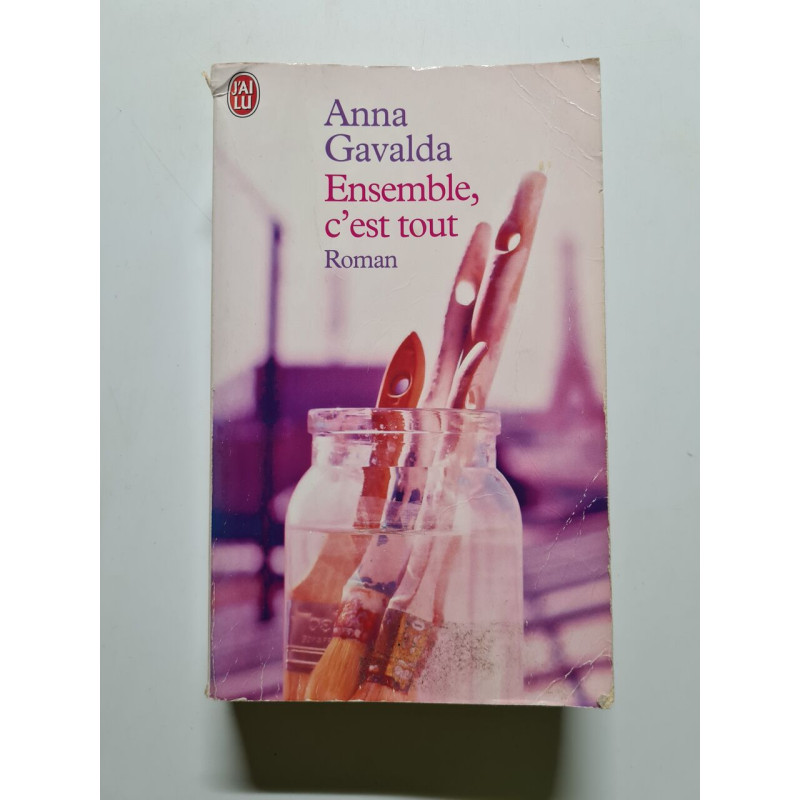 J'AI
LU
Anna
Gavalda
Ensemble,
c'est tout
Roman